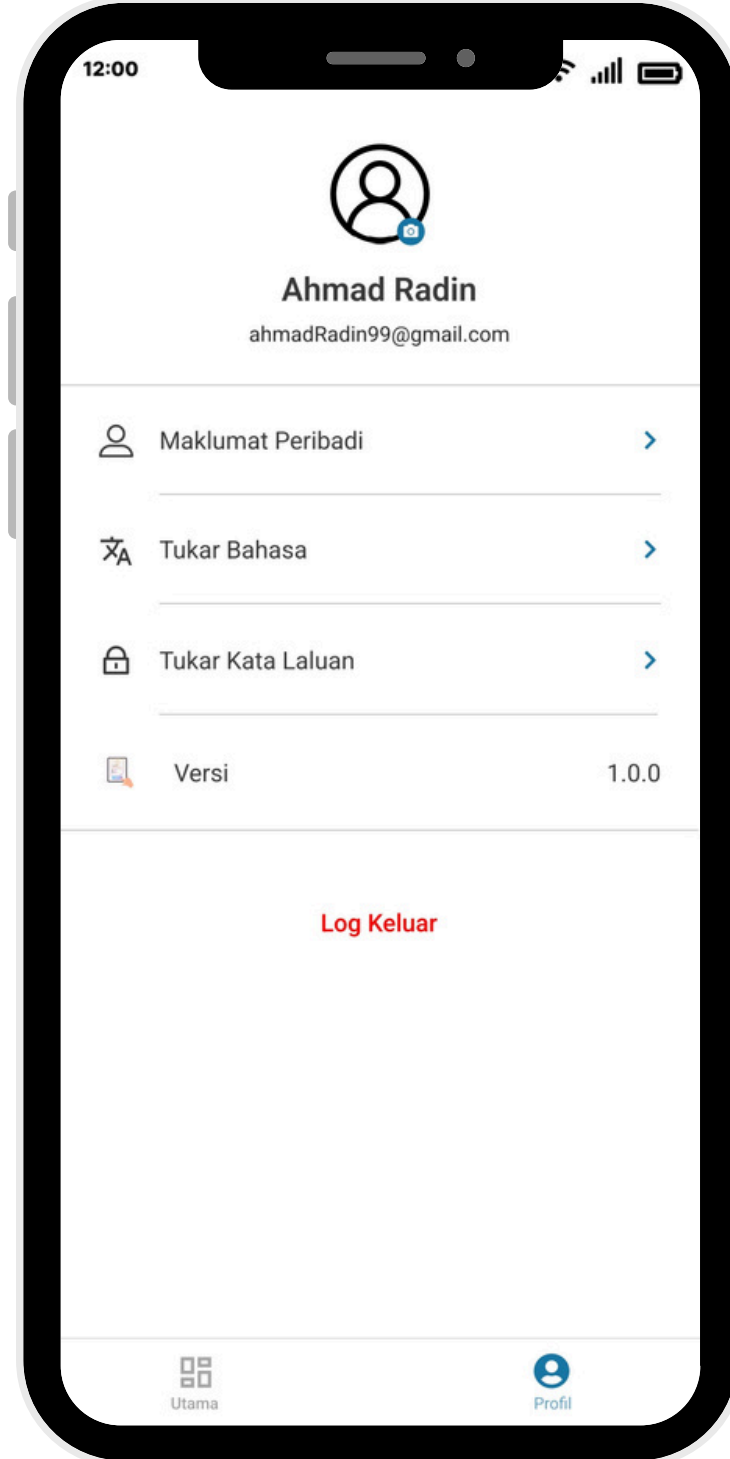 12:00
Ahmad Radin
ahmadRadin99@gmail.com
Maklumat Peribadi
Tukar Bahasa
Tukar Kata Laluan
Versi 1.0.0
Log Keluar
Utama Profil